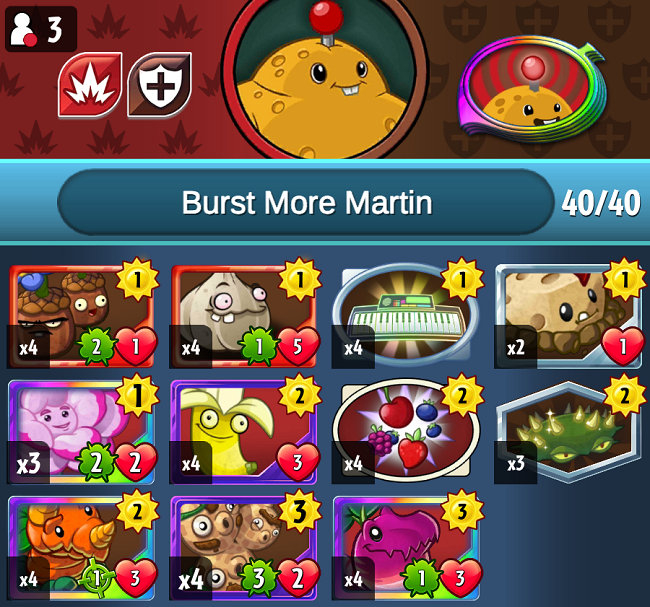 3
Burst More Martin 40/40
1 1 1 1
x4 2 1 x4 1 5 x4 x2 1
1 2 2 2
x3 2 2 x4 3 x4 x3
2 3 3
x4 1 3 x4 3 2 x4 1 3